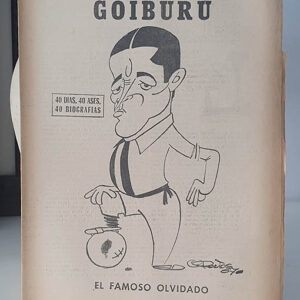 GOIBURU
40 DIAS, 40 ASES,
40 BIOGRAFIAS
EL FAMOSO OLVIDADO